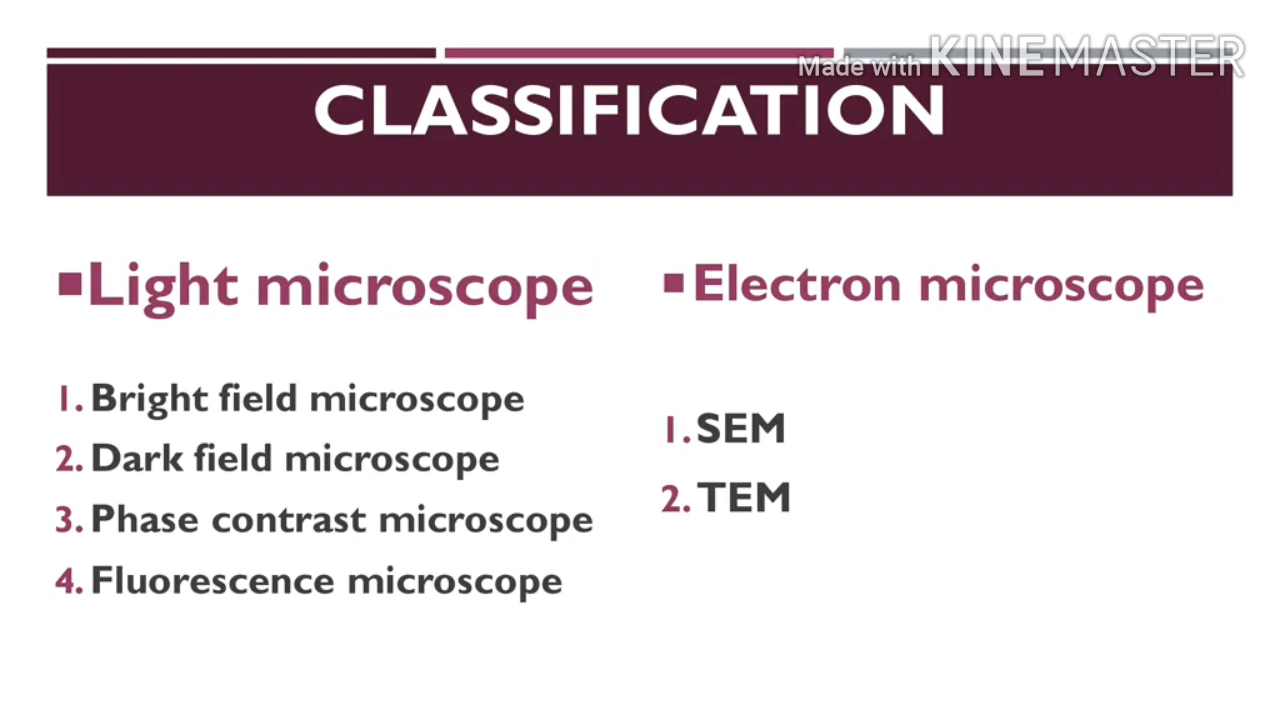 Made with KINEMASTER
CLASSIFICATION
Light microscope
1. Bright field microscope
2. Dark field microscope
3. Phase contrast microscope
4. Fluorescence microscope
Electron microscope
1. SEM
2. TEM